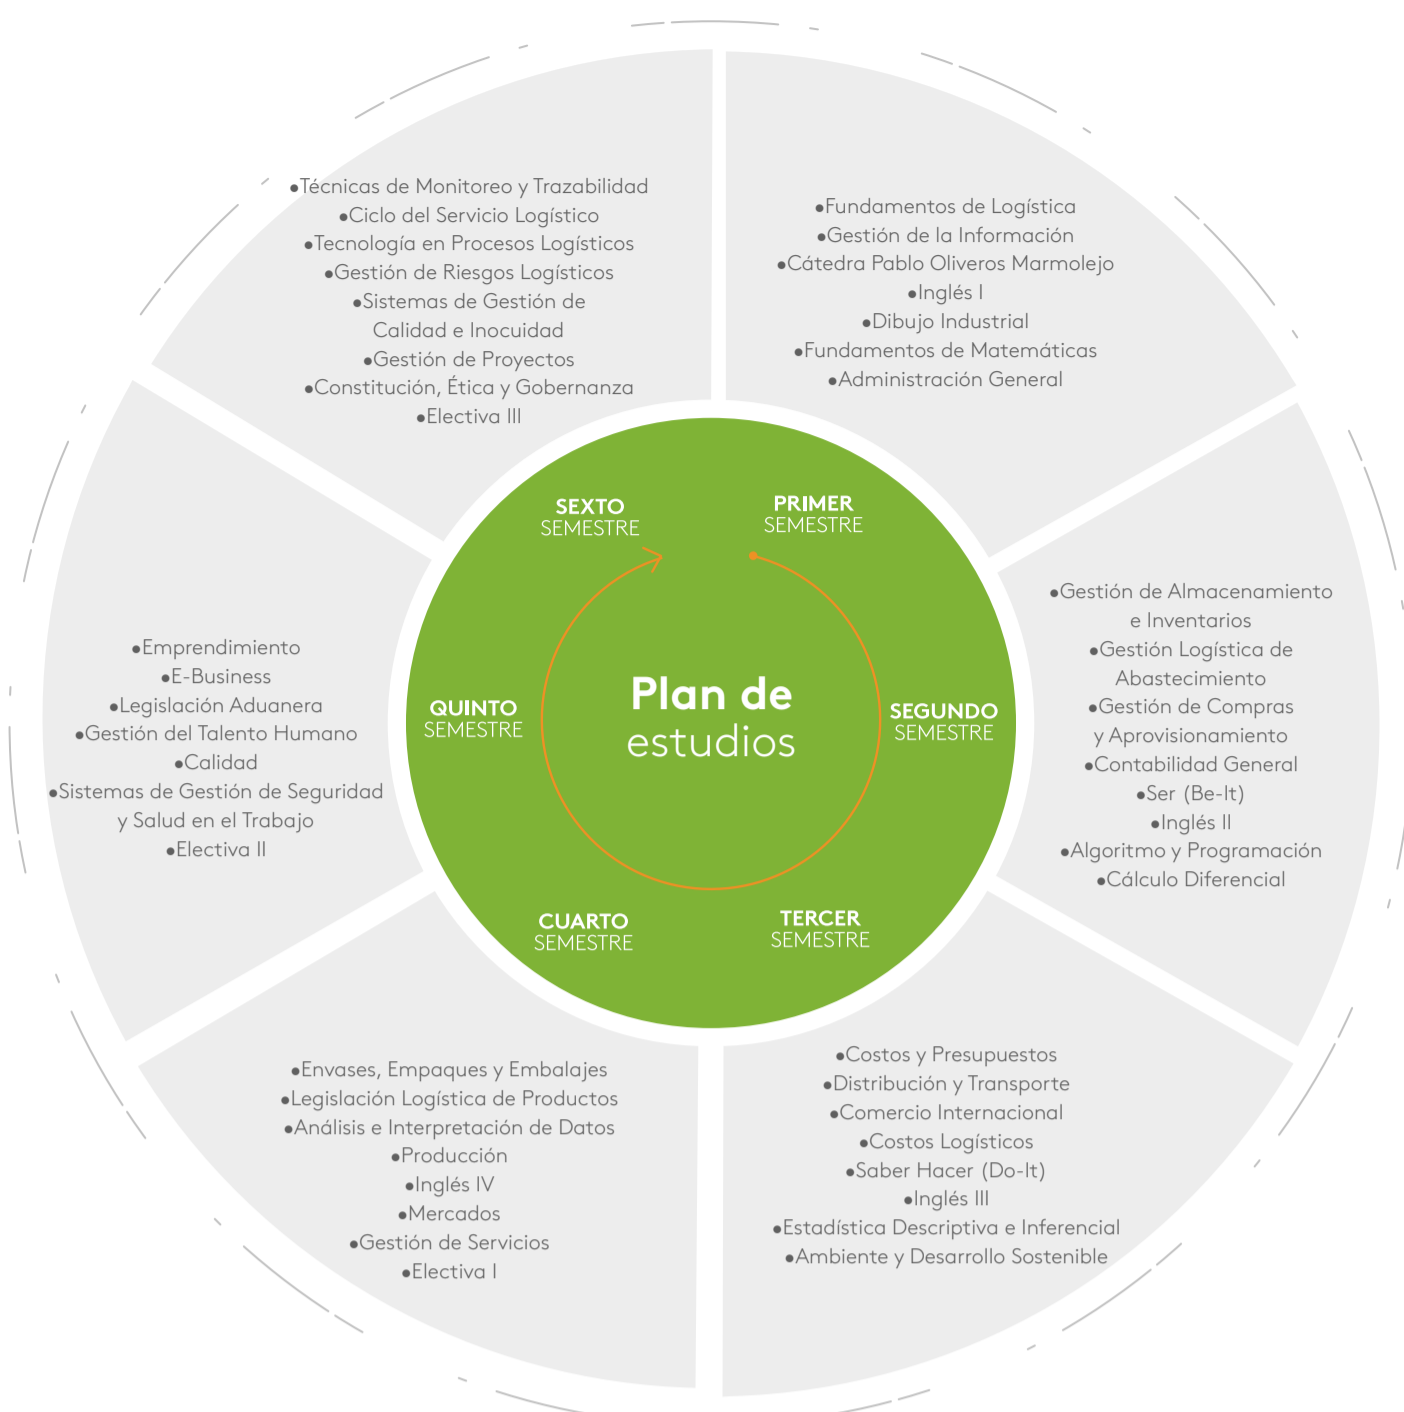 Plan de
estudios
PRIMER
SEMESTRE
•Fundamentos de Logística
•Gestión de la Información
•Cátedra Pablo Oliveros Marmolejo
•Inglés I
•Dibujo Industrial
•Fundamentos de Matemáticas
•Administración General
SEGUNDO
SEMESTRE
•Gestión de Almacenamiento
e Inventarios
•Gestión Logística de
Abastecimiento
•Gestión de Compras
y Aprovisionamiento
•Contabilidad General
•Ser (Be-It)
•Inglés II
•Algoritmo y Programación
•Cálculo Diferencial
TERCER
SEMESTRE
•Costos y Presupuestos
•Distribución y Transporte
•Comercio Internacional
•Costos Logísticos
•Saber Hacer (Do-It)
•Inglés III
•Estadística Descriptiva e Inferencial
•Ambiente y Desarrollo Sostenible
CUARTO
SEMESTRE
•Envases, Empaques y Embalajes
•Legislación Logística de Productos
•Análisis e Interpretación de Datos
•Producción
•Inglés IV
•Mercados
•Gestión de Servicios
•Electiva I
QUINTO
SEMESTRE
•Emprendimiento
•E-Business
•Legislación Aduanera
•Gestión del Talento Humano
•Calidad
•Sistemas de Gestión de Seguridad
y Salud en el Trabajo
•Electiva II
SEXTO
SEMESTRE
•Técnicas de Monitoreo y Trazabilidad
•Ciclo del Servicio Logístico
•Tecnología en Procesos Logísticos
•Gestión de Riesgos Logísticos
•Sistemas de Gestión de
Calidad e Inocuidad
•Gestión de Proyectos
•Constitución, Ética y Gobernanza
•Electiva III